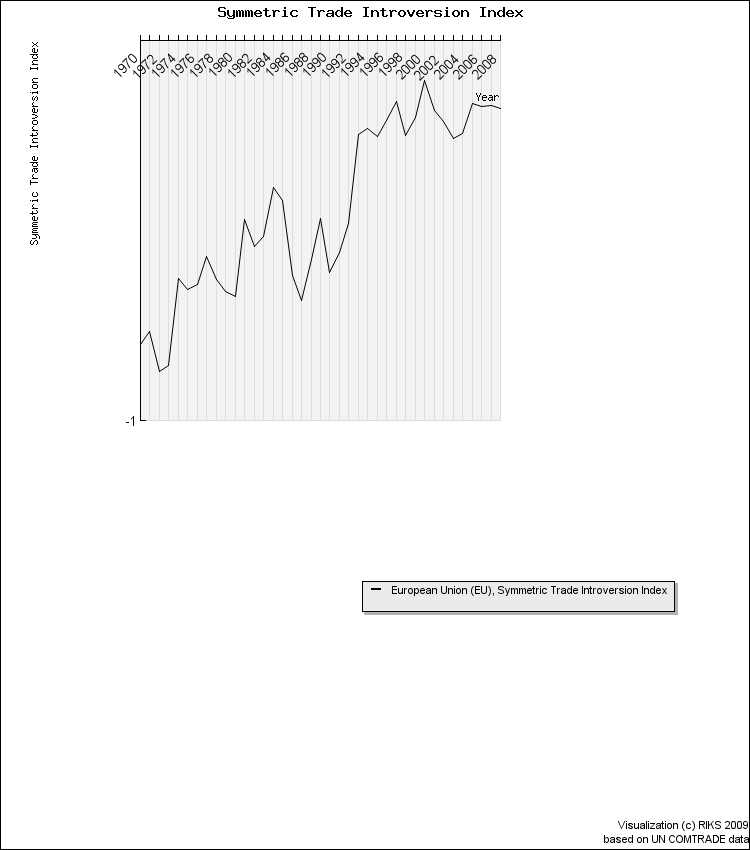 Symmetric Trade Introversion Index
Symmetric Trade Introversion Index
1970 1972 1974 1976 1978 1980 1982 1984 1986 1988 1990 1992 1994 1996 1998 2000 2002 2004 2006 2008
Year
-1
European Union (EU), Symmetric Trade Introversion Index
Visualization (c) RIKS 2009
based on UN COMTRADE data